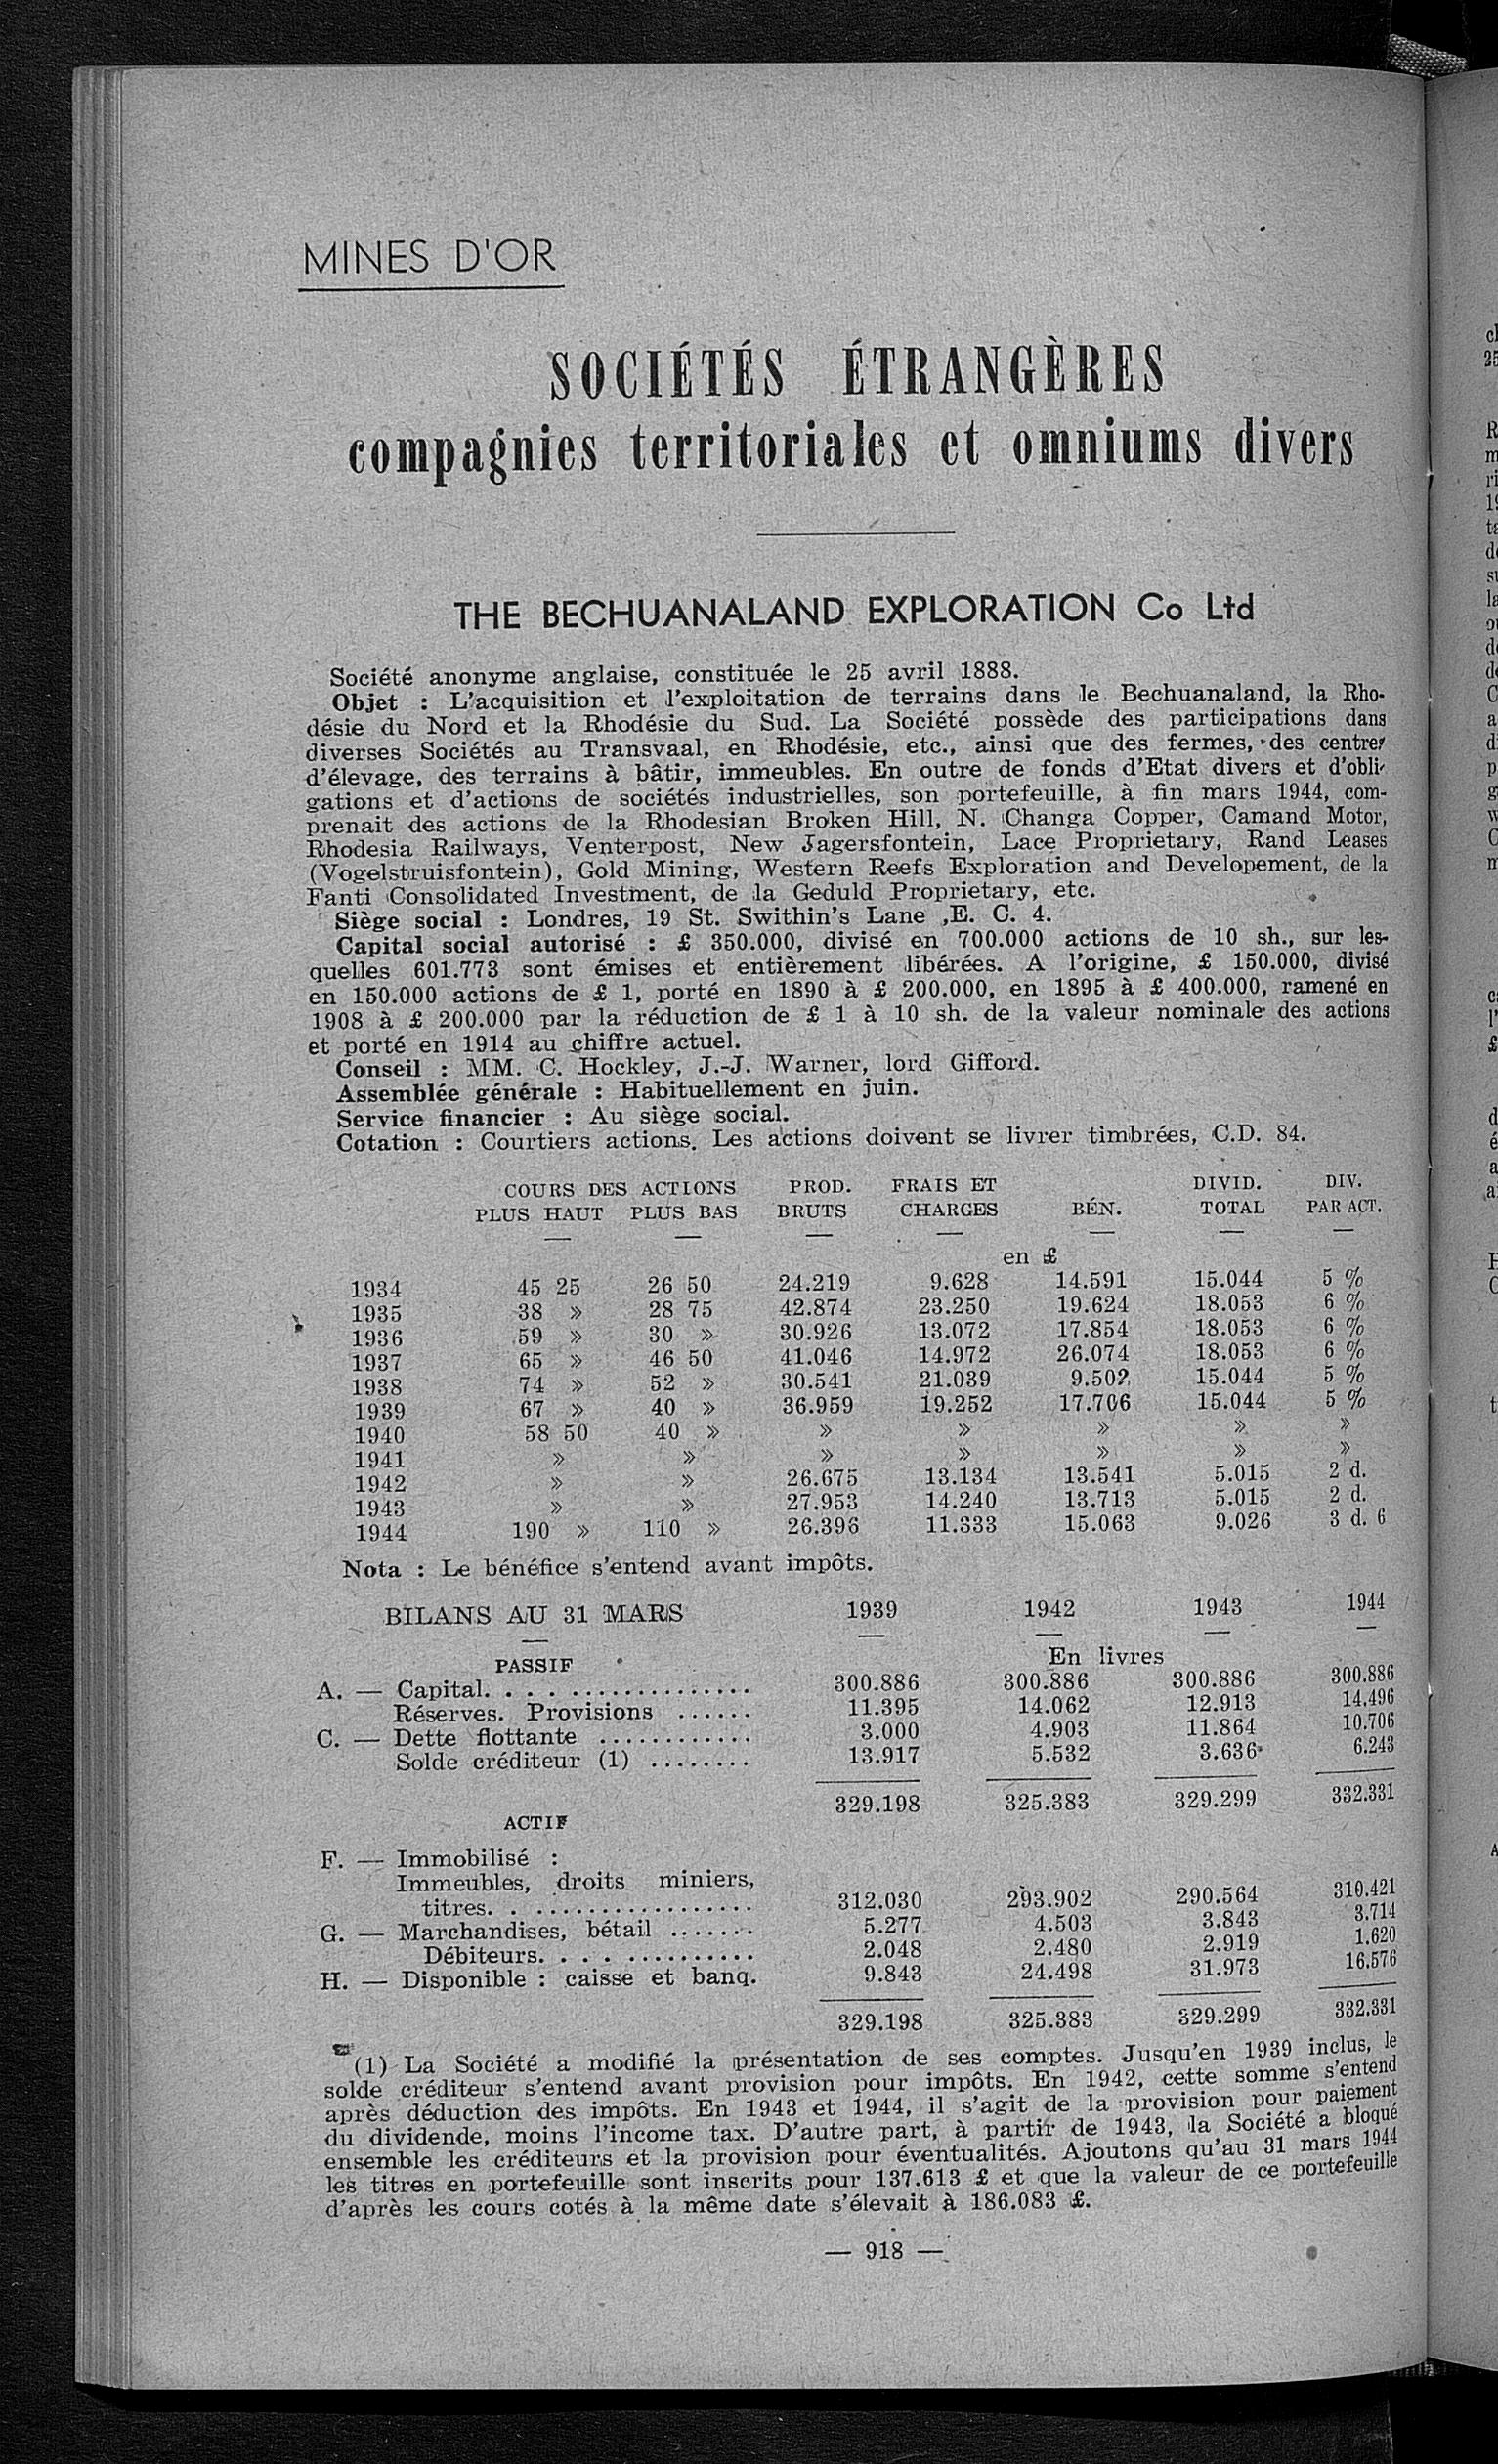 MINES D'OR
SOCIÉTÉS ÉTRANGÈRES
compagnies territoriales et omniums divers
THE BECHUANALAND EXPLORATION Co Ltd
Société anonyme anglaise, constituée le 25 avril 1888.
Objet : L'acquisition et l'exploitation de terrains dans le Bechuanaland, la Rho-
désie du Nord et la Rhodésie du Sud. La Société possède des participations dans
diverses Sociétés au Transvaal, en Rhodésie, etc., ainsi que des fermes, des centres
d'élevage, des terrains à bâtir, immeubles. En outre de fonds d'Etat divers et d'obli-
gations et d'actions de sociétés industrielles, son portefeuille, à fin mars 1944, com-
prenait des actions de la Rhodesian Broken Hill, N. Changa Copper, Camand Motor,
Rhodesia Railways, Venterpost, New Jagersfontein, Lace Proprietary, Rand Leases
(Vogelstruisfontein), Gold Mining, Western Reefs Exploration and Developement, de la
Fanti Consolidated Investment, de la Geduld Proprietary, etc.
Siège social : Londres, 19 St. Swithin's Lane ,E. C. 4.
Capital social autorisé : £ 350.000, divisé en 700.000 actions de 10 sh., sur les-
quelles 601.773 sont émises et entièrement libérées. A l'origine, £ 150.000, divisé
en 150.000 actions de £ 1, porté en 1890 à £ 200.000, en 1895 à £ 400.000, ramené en
1908 à £ 200.000 par la réduction de £ 1 à 10 sh. de la valeur nominale des actions
et porté en 1914 au chiffre actuel.
Conseil : MM. C. Hockley, J.-J. Warner, lord Gifford.
Assemblée générale : Habituellement en juin.
Service financier : Au siège social.
Cotation : Courtiers actions. Les actions doivent se livrer timbrées, C.D. 84.
COURS DES ACTIONS PROD. FRAIS ET DIVID. DIV.
PLUS HAUT PLUS BAS BRUTS CHARGES BÉN. TOTAL PAR ACT.
en £
1934 45 25 26 50 24.219 9.628 14.591 15.044 5 %
1935 38 » 28 75 42.874 23.250 19.624 18.053 6 %
1936 59 » 30 » 30.926 13.072 17.854 18.053 6 %
1937 65 » 46 50 41.046 14.972 26.074 18.053 6 %
1938 74 » 52 » 30.541 21.039 9.502 15.044 5 %
1939 67 » 40 » 36.959 19.252 17.706 15.044 5 %
1940 58 50 40 » » » » » »
1941 » » » » » » »
1942 » » 26.675 13.134 13.541 5.015 2 d.
1943 » » 27.953 14.240 13.713 5.015 2 d.
1944 190 » 110 » 26.396 11.333 15.063 9.026 3 d. 6
Nota : Le bénéfice s'entend avant impôts.
BILANS AU 31 MARS 1939 1942 1943 1944
PASSIF En livres
A. — Capital. . . . . . . . . . . . . . . . . 300.886 300.886 300.886 300.886
Réserves. Provisions ...... 11.395 14.062 12.913 14.496
C. — Dette flottante ............ 3.000 4.903 11.864 10.706
Solde créditeur (1) ........ 13.917 5.532 3.636 6.243
329.198 325.383 329.299 332.331
ACTIF
F. — Immobilisé :
Immeubles, droits miniers,
titres. . ................ 312.030 293.902 290.564 310.421
G. — Marchandises, bétail ....... 5.277 4.503 3.843 3.714
Débiteurs. . . . .......... 2.048 2.480 2.919 1.620
H. — Disponible : caisse et banq. 9.843 24.498 31.973 16.576
329.198 325.383 329.299 332.331
(1) La Société a modifié la présentation de ses comptes. Jusqu'en 1939 inclus, le
solde créditeur s'entend avant provision pour impôts. En 1942, cette somme s'entend
après déduction des impôts. En 1943 et 1944, il s'agit de la provision pour paiement
du dividende, moins l'income tax. D'autre part, à partir de 1943, la Société a bloqué
ensemble les créditeurs et la provision pour éventualités. Ajoutons qu'au 31 mars 1944
les titres en portefeuille sont inscrits pour 137.613 £ et que la valeur de ce portefeuille
d'après les cours cotés à la même date s'élevait à 186.083 £.
— 918 —